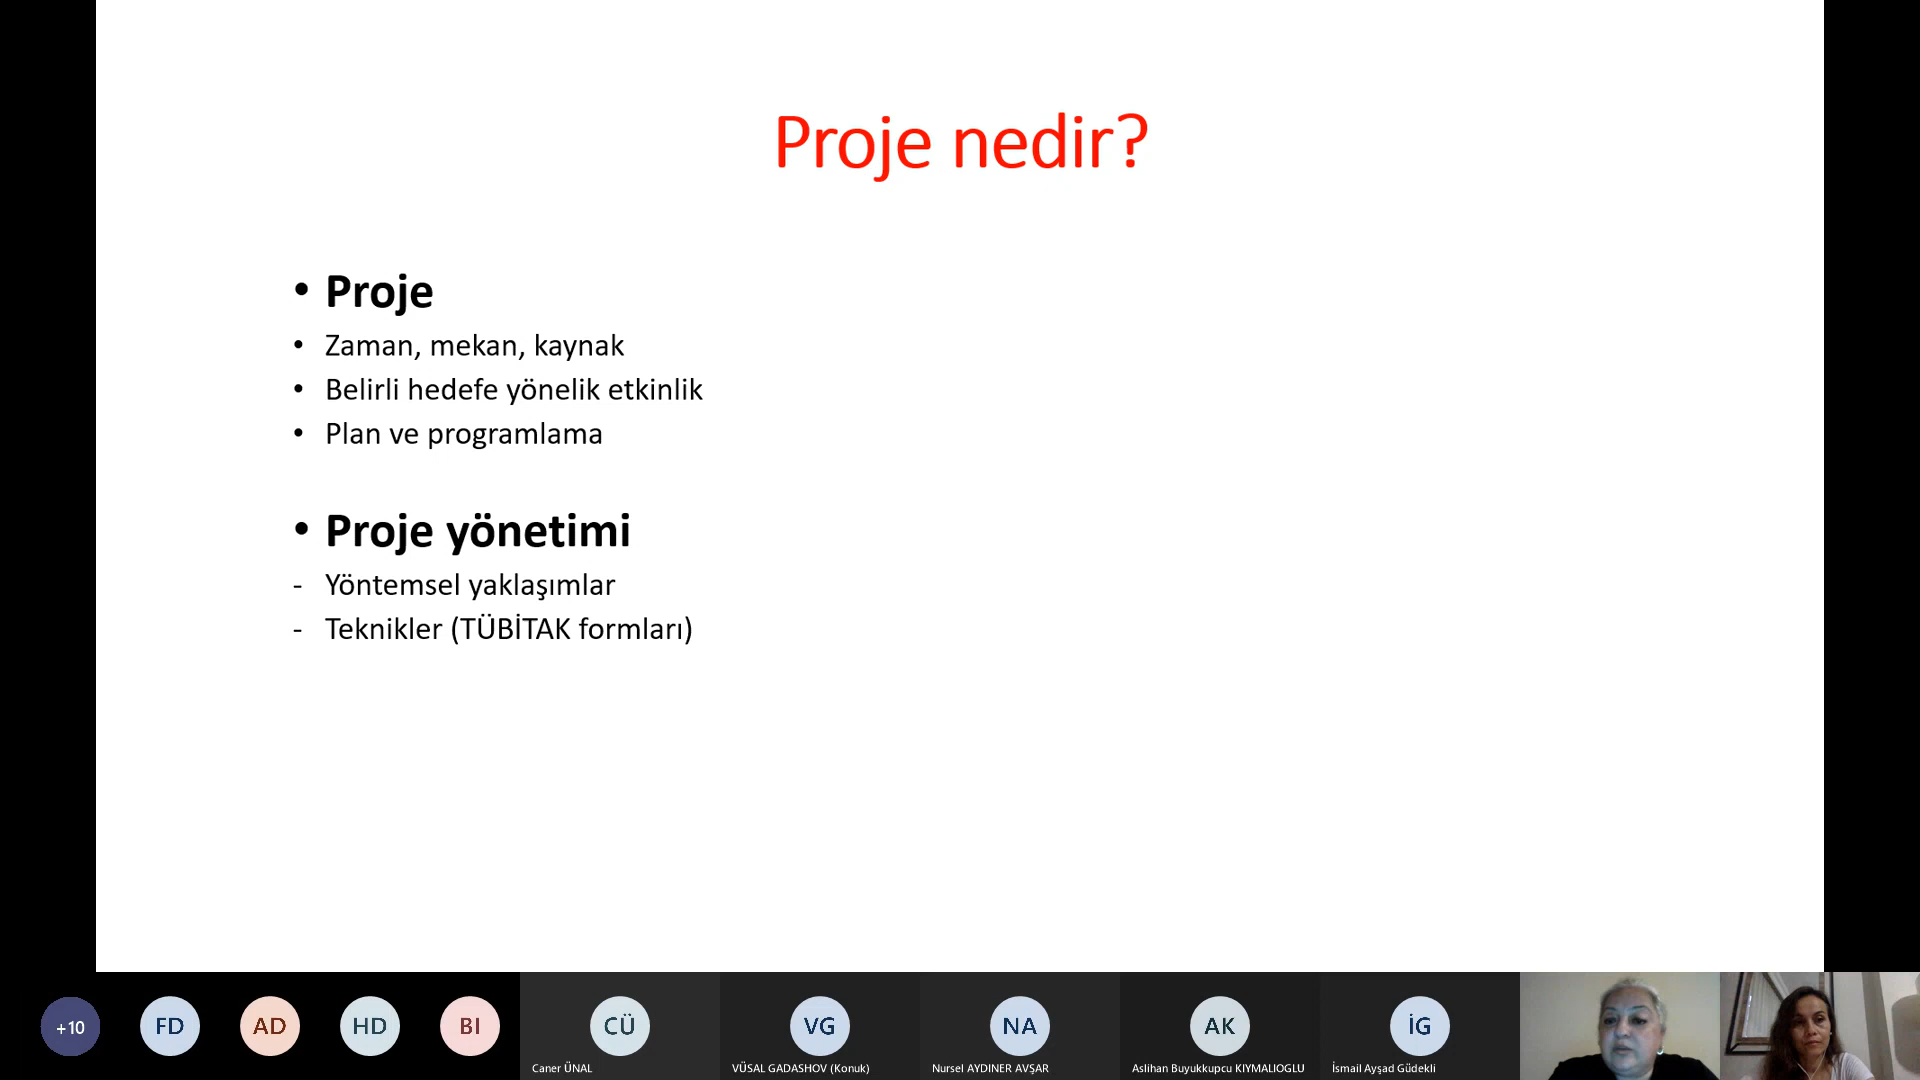 Proje nedir?
• Proje
• Zaman, mekan, kaynak
• Belirli hedefe yönelik etkinlik
• Plan ve programlama
• Proje yönetimi
- Yöntemsel yaklaşımlar
- Teknikler (TÜBİTAK formları)
+10
FD
AD
HD
BI
CÜ
VG
NA
AK
İG
Caner ÜNAL
VÜSAL GADASHOV (Konuk)
Nursel AYDINER AVŞAR
Aslihan Buyukkupcu KIYMALIOGLU
İsmail Ayşad Güdekli